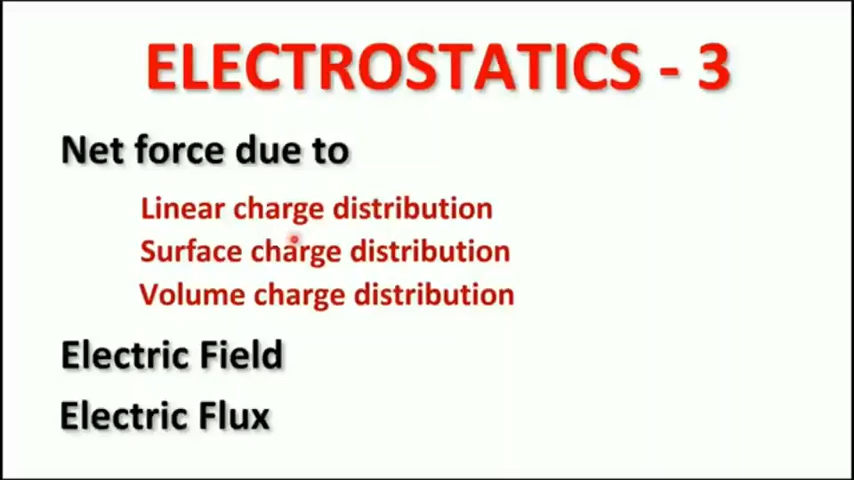 ELECTROSTATICS - 3
Net force due to
Linear charge distribution
Surface charge distribution
Volume charge distribution
Electric Field
Electric Flux